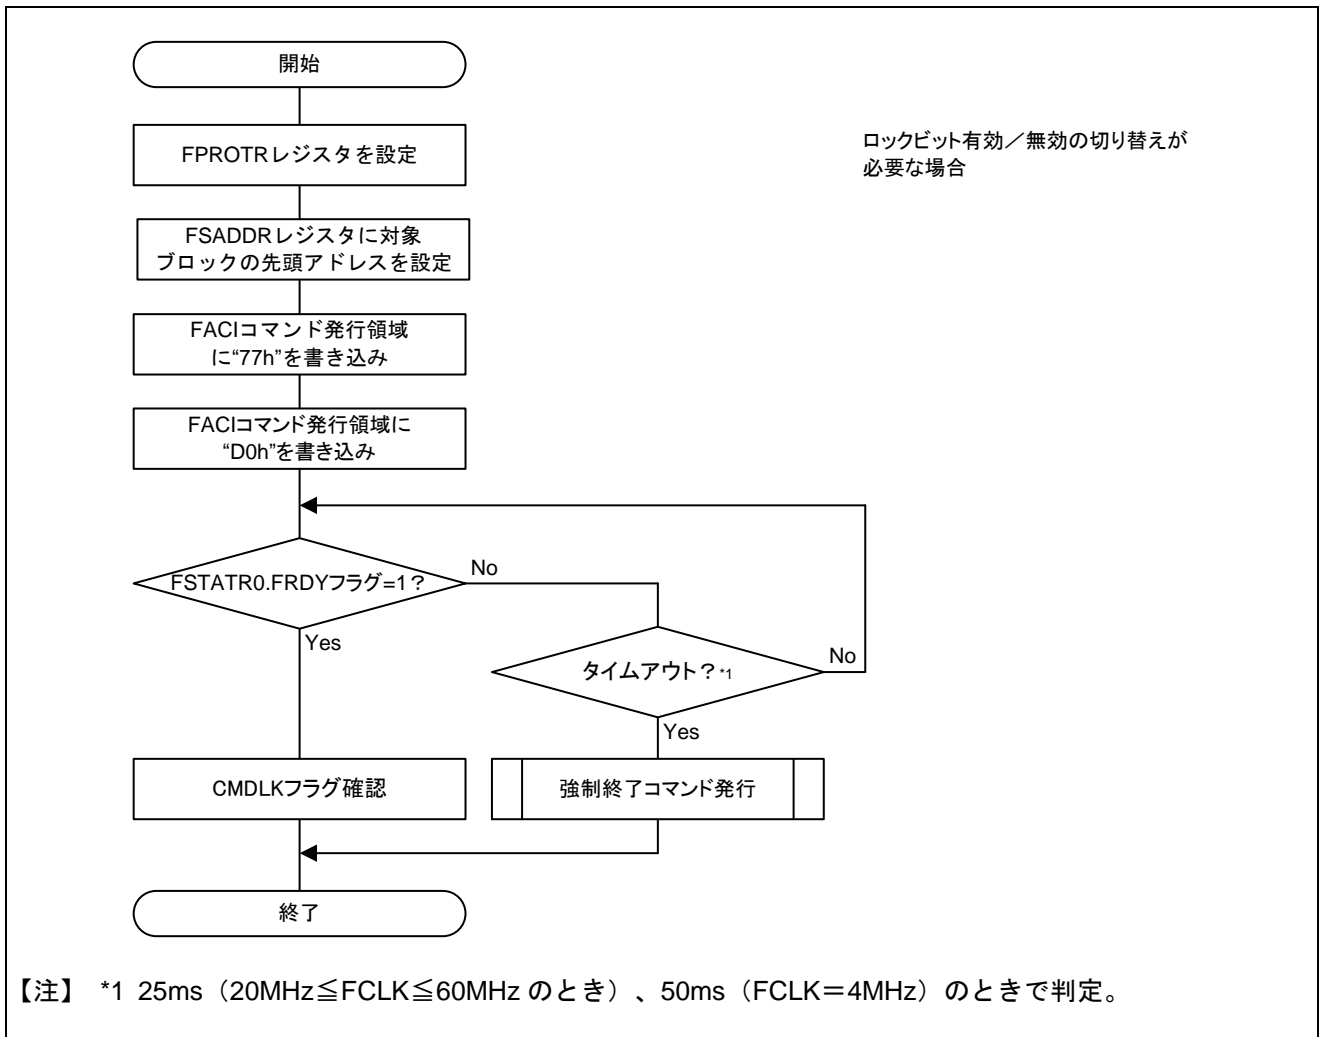 開始
FPROTRレジスタを設定
ロックビット有効／無効の切り替えが
必要な場合
FSADDRレジスタに対象
ブロックの先頭アドレスを設定
FACIコマンド発行領域
に“77h”を書き込み
FACIコマンド発行領域に
“D0h”を書き込み
FSTATR0.FRDYフラグ=1？
No
Yes
タイムアウト？*1
No
Yes
CMDLKフラグ確認
強制終了コマンド発行
終了
【注】 *1 25ms（20MHz≦FCLK≦60MHz のとき）、50ms（FCLK＝4MHz）のときで判定。